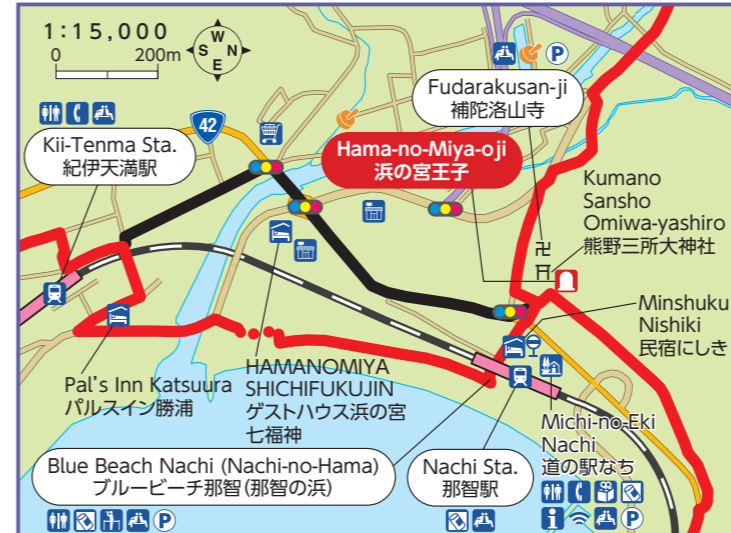 1:15,000
0 200m
W
S N
E
42
P
Kii-Tenma Sta.
紀伊天満駅
Fudarakusan-ji
補陀洛山寺
Hama-no-Miya-oji
浜の宮王子
Kumano
Sansho
Omiwa-yashiro
熊野三所大神社
卍
Minshuku
Nishiki
民宿にしき
Pal's Inn Katsuura
パルスイン勝浦
HAMANOMIYA
SHICHIFUKUJIN
ゲストハウス浜の宮
七福神
Michi-no-Eki
Nachi
道の駅なち
Blue Beach Nachi (Nachi-no-Hama)
ブルービーチ那智(那智の浜)
P
Nachi Sta.
那智駅
i P